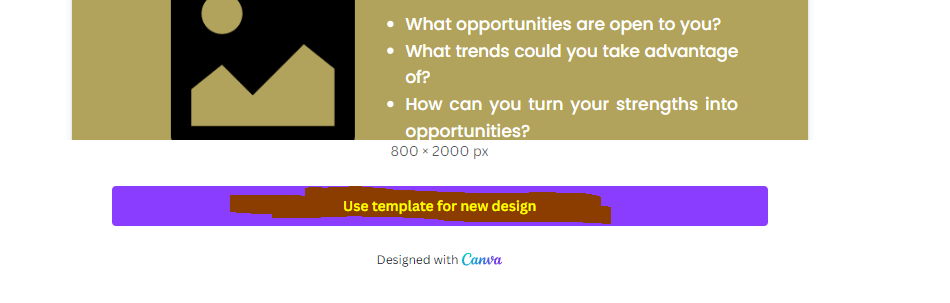 • What opportunities are open to you?
• What trends could you take advantage
of?
• How can you turn your strengths into
opportunities?
800 × 2000 px
Use template for new design
Designed with Canva